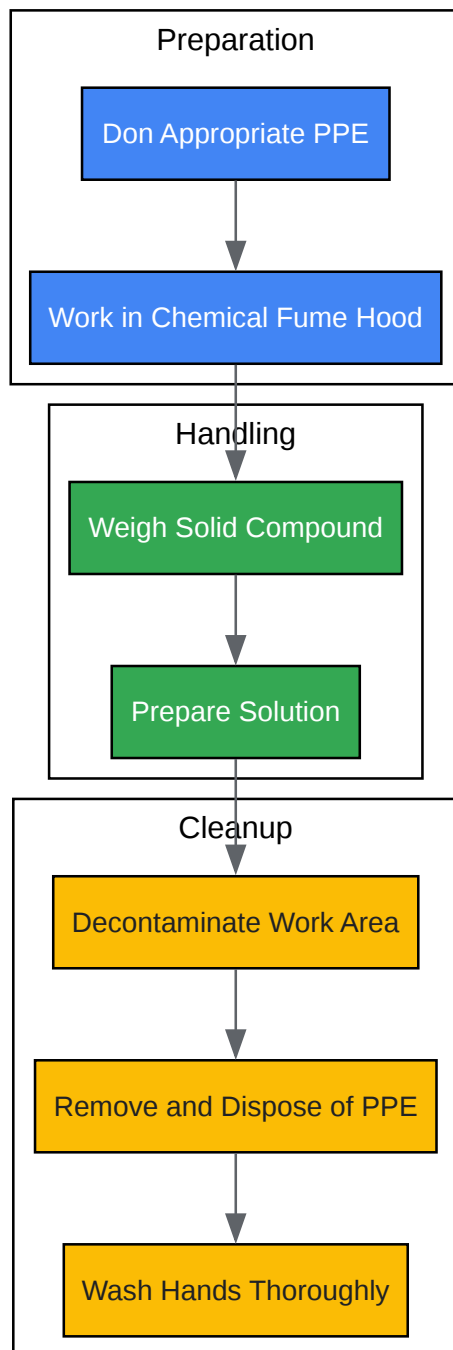 Preparation
Don Appropriate PPE
Work in Chemical Fume Hood
Handling
Weigh Solid Compound
Prepare Solution
Cleanup
Decontaminate Work Area
Remove and Dispose of PPE
Wash Hands Thoroughly